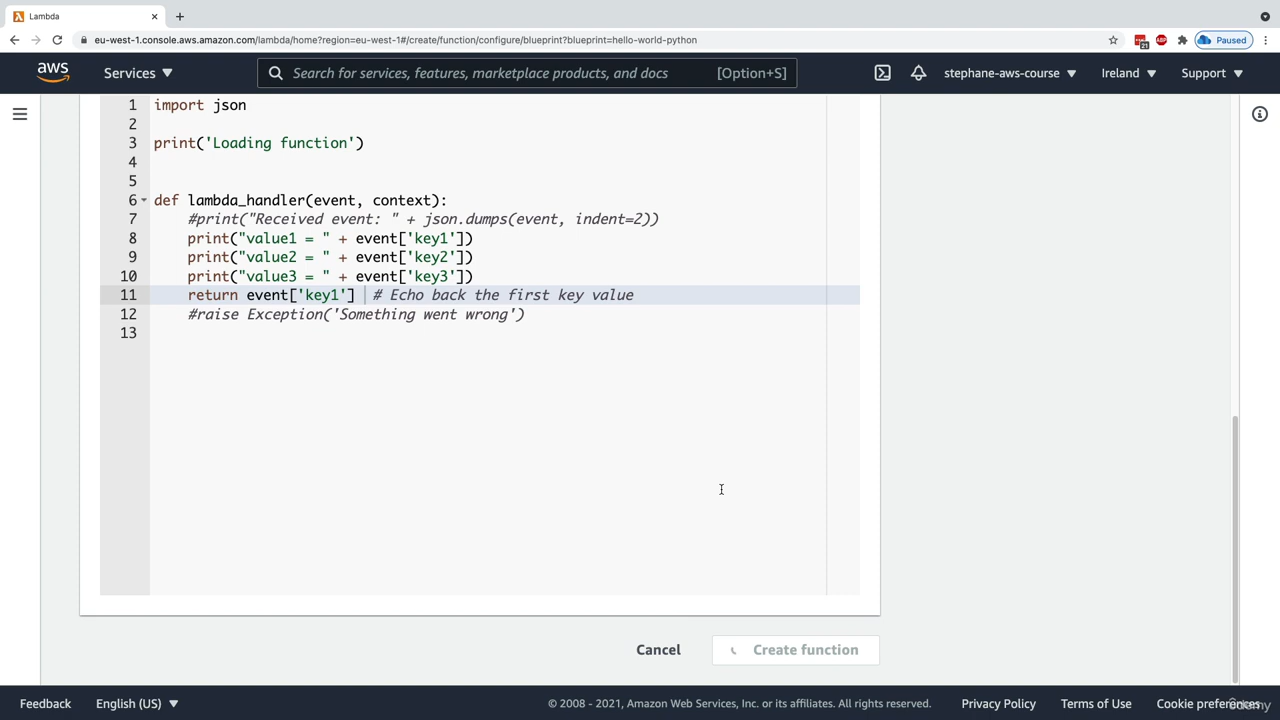 Lambda
eu-west-1.console.aws.amazon.com/lambda/home?region=eu-west-1#/create/function/configure/blueprint?blueprint=hello-world-python
21
ABP
Paused
aws
Services
Search for services, features, marketplace products, and docs
[Option+S]
stephane-aws-course
Ireland
Support
1 import json
2
3 print('Loading function')
4
5
6 def lambda_handler(event, context):
7 #print("Received event: " + json.dumps(event, indent=2))
8 print("value1 = " + event['key1'])
9 print("value2 = " + event['key2'])
10 print("value3 = " + event['key3'])
11 return event['key1'] # Echo back the first key value
12 #raise Exception('Something went wrong')
13
Cancel
Create function
Feedback
English (US)
© 2008 - 2021, Amazon Web Services, Inc. or its affiliates. All rights reserved.
Privacy Policy
Terms of Use
Cookie preferences
Udemy